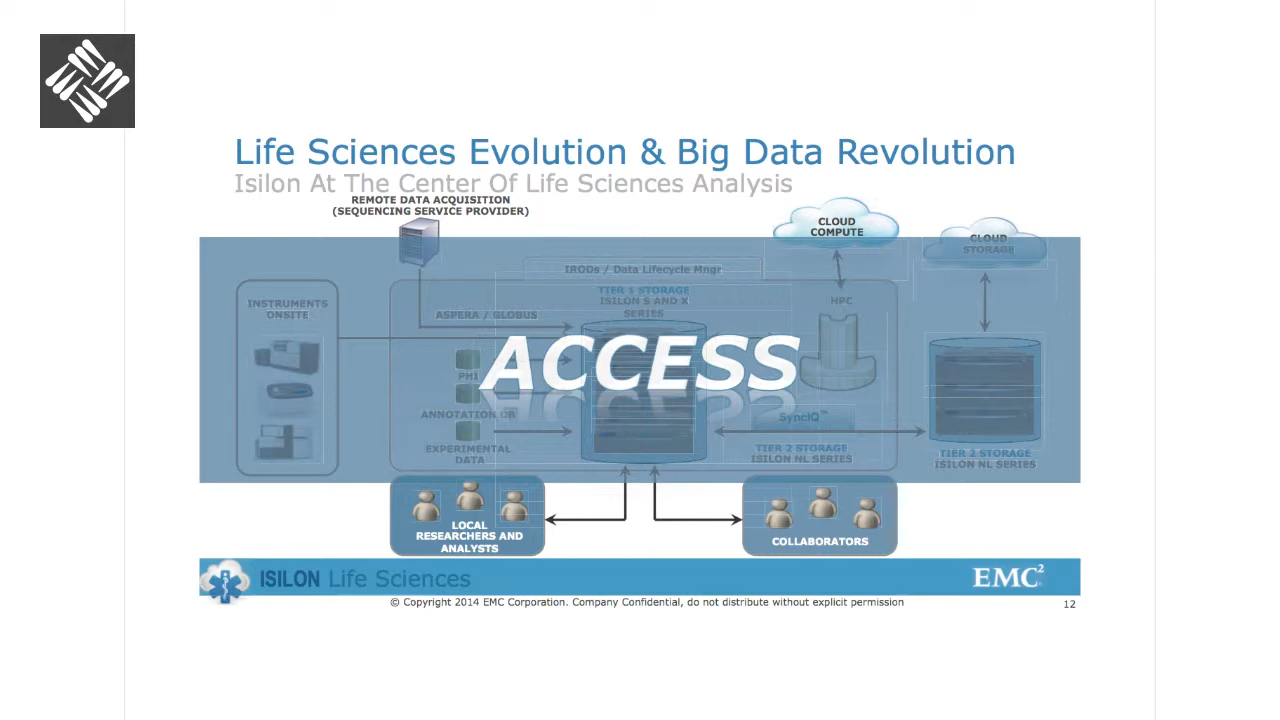 Life Sciences Evolution & Big Data Revolution
Isilon At The Center Of Life Sciences Analysis
REMOTE DATA ACQUISITION
(SEQUENCING SERVICE PROVIDER)
CLOUD
COMPUTE
CLOUD
STORAGE
IRODs / Data Lifecycle Mngr
TIER 1 STORAGE
ISILON S AND X
SERIES
INSTRUMENTS
ONSITE
HPC
ASPERA / GLOBUS
ACCESS
PHI
ANNOTATION DB
SyncIQ™
EXPERIMENTAL
DATA
TIER 2 STORAGE
ISILON NL SERIES
TIER 2 STORAGE
ISILON NL SERIES
LOCAL
RESEARCHERS AND
ANALYSTS
COLLABORATORS
ISILON Life Sciences
EMC²
© Copyright 2014 EMC Corporation. Company Confidential, do not distribute without explicit permission
12